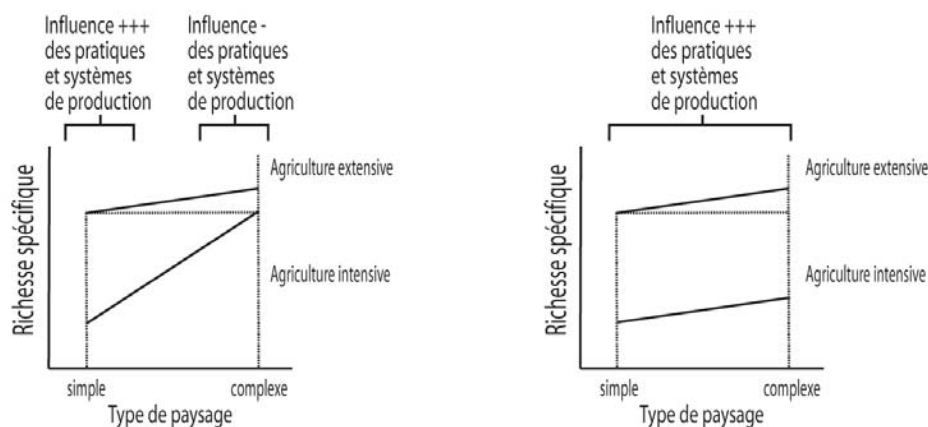 Influence +++
des pratiques
et systèmes
de production
Influence -
des pratiques
et systèmes
de production
Richesse spécifique
Agriculture extensive
Agriculture intensive
simple
complexe
Type de paysage
Influence +++
des pratiques
et systèmes
de production
Richesse spécifique
Agriculture extensive
Agriculture intensive
simple
complexe
Type de paysage